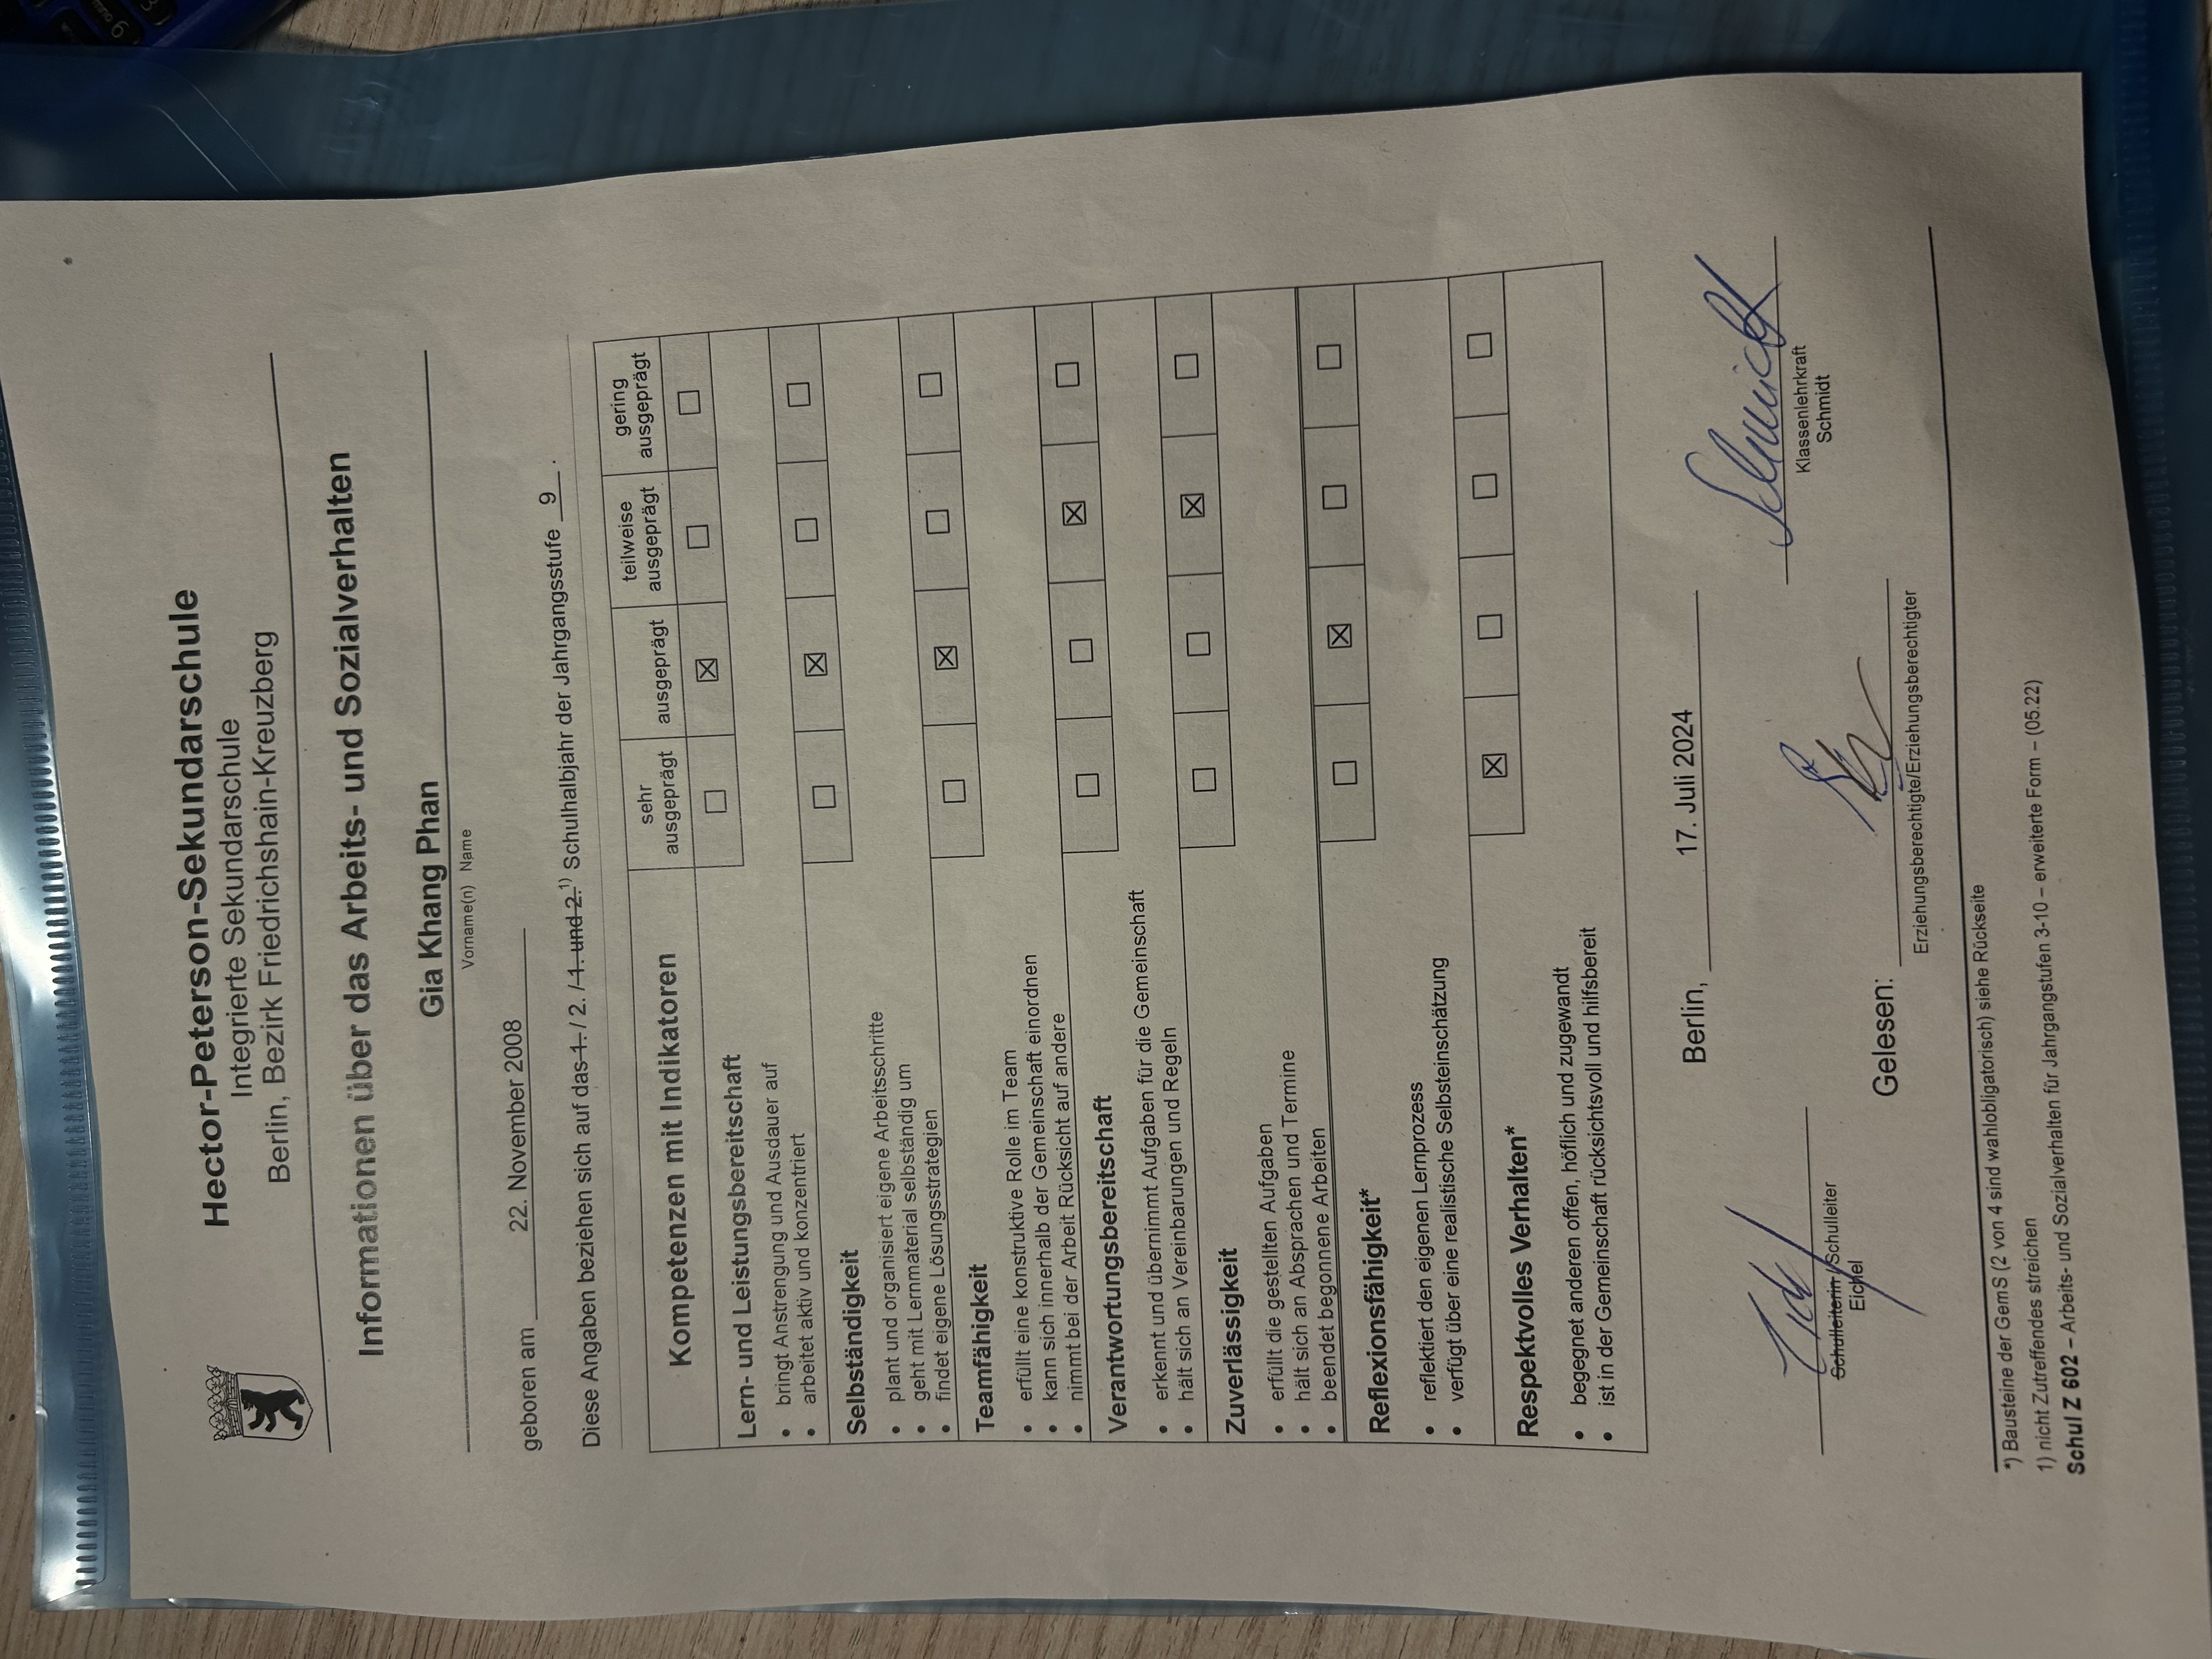 Hector-Peterson-Sekundarschule
Integrierte Sekundarschule
Berlin, Bezirk Friedrichshain-Kreuzberg
Informationen über das Arbeits- und Sozialverhalten
Gia Khang Phan
Vorname(n) Name
geboren am 22. November 2008
Diese Angaben beziehen sich auf das 1. / 2. / 1. und 2.1) Schulhalbjahr der Jahrgangsstufe 9 .
Kompetenzen mit Indikatoren
sehr ausgeprägt
ausgeprägt
teilweise ausgeprägt
gering ausgeprägt
Lern- und Leistungsbereitschaft ☐ ☒ ☐ ☐
• bringt Anstrengung und Ausdauer auf
• arbeitet aktiv und konzentriert
Selbständigkeit ☐ ☒ ☐ ☐
• plant und organisiert eigene Arbeitsschritte
• geht mit Lernmaterial selbständig um
• findet eigene Lösungsstrategien
Teamfähigkeit ☐ ☒ ☐ ☐
• erfüllt eine konstruktive Rolle im Team
• kann sich innerhalb der Gemeinschaft einordnen
• nimmt bei der Arbeit Rücksicht auf andere
Verantwortungsbereitschaft ☐ ☐ ☒ ☐
• erkennt und übernimmt Aufgaben für die Gemeinschaft
• hält sich an Vereinbarungen und Regeln
Zuverlässigkeit ☐ ☐ ☒ ☐
• erfüllt die gestellten Aufgaben
• hält sich an Absprachen und Termine
• beendet begonnene Arbeiten
Reflexionsfähigkeit* ☐ ☒ ☐ ☐
• reflektiert den eigenen Lernprozess
• verfügt über eine realistische Selbsteinschätzung
Respektvolles Verhalten* ☒ ☐ ☐ ☐
• begegnet anderen offen, höflich und zugewandt
• ist in der Gemeinschaft rücksichtsvoll und hilfsbereit
Berlin, 17. Juli 2024
Schulleiterin / Schulleiter
Eichel
Schmidt
Klassenlehrkraft
Schmidt
Gelesen:
Erziehungsberechtigte/Erziehungsberechtigter
*) Bausteine der GemS (2 von 4 sind wahlobligatorisch) siehe Rückseite
1) nicht Zutreffendes streichen
Schul Z 602 – Arbeits- und Sozialverhalten für Jahrgangstufen 3-10 – erweiterte Form – (05.22)